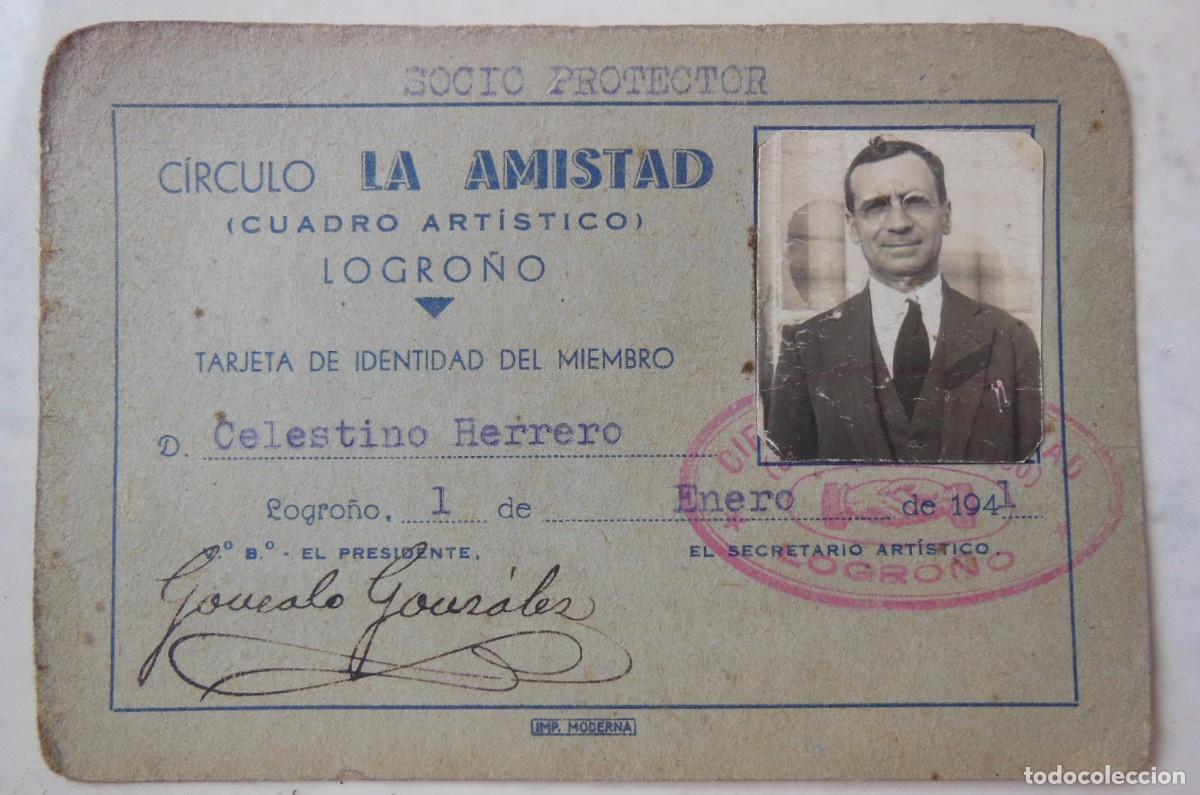 SOCIO PROTECTOR
CÍRCULO LA AMISTAD
(CUADRO ARTÍSTICO)
LOGROÑO
TARJETA DE IDENTIDAD DEL MIEMBRO
D. Celestino Herrero
Logroño, 1 de Enero de 1941
V.º B.º - EL PRESIDENTE,
EL SECRETARIO ARTÍSTICO,
Gonzalo González
LOGROÑO
IMP. MODERNA
todocoleccion